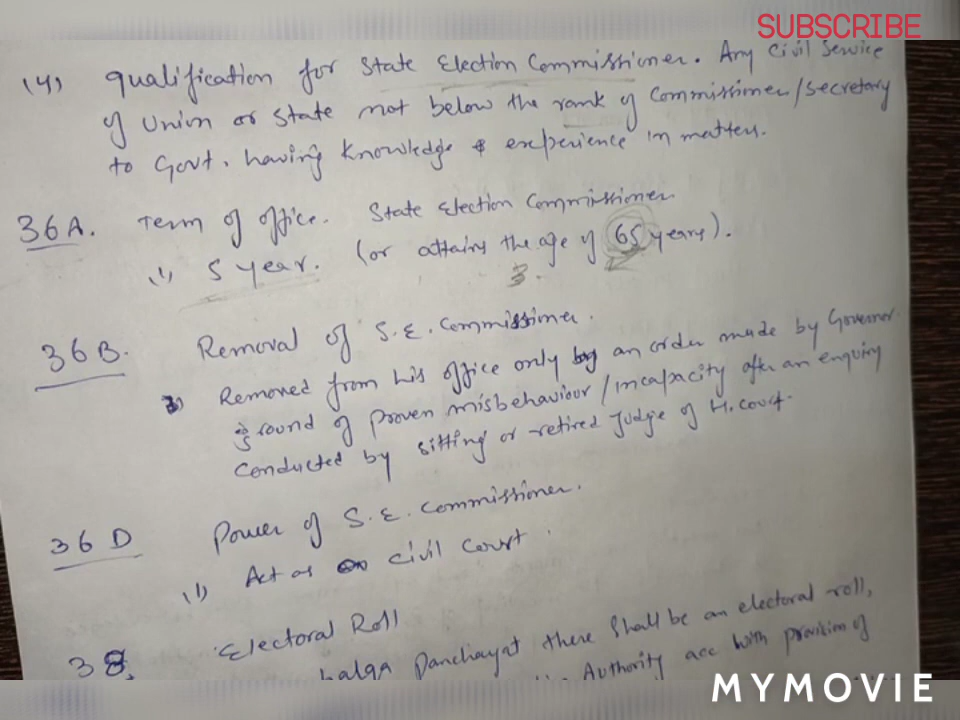 SUBSCRIBE
(4) Qualification for State Election Commissioner. Any Civil Service
of Union or State not below the rank of Commissioner/Secretary
to Govt. having knowledge & experience in matters.
36A. Term of office. State Election Commissioner
(1) 5 year. (or attains the age of 65 years).
36B. Removal of S.E. Commissioner.
Removed from his office only by an order made by Governor.
ground of proven misbehaviour/incapacity after an enquiry
conducted by sitting or retired Judge of H. court.
36 D Power of S.E. Commissioner.
(1) Act as Civil Court.
38. Electoral Roll
halqa Panchayat there shall be an electoral roll,
Authority acc with provision of
MYMOVIE